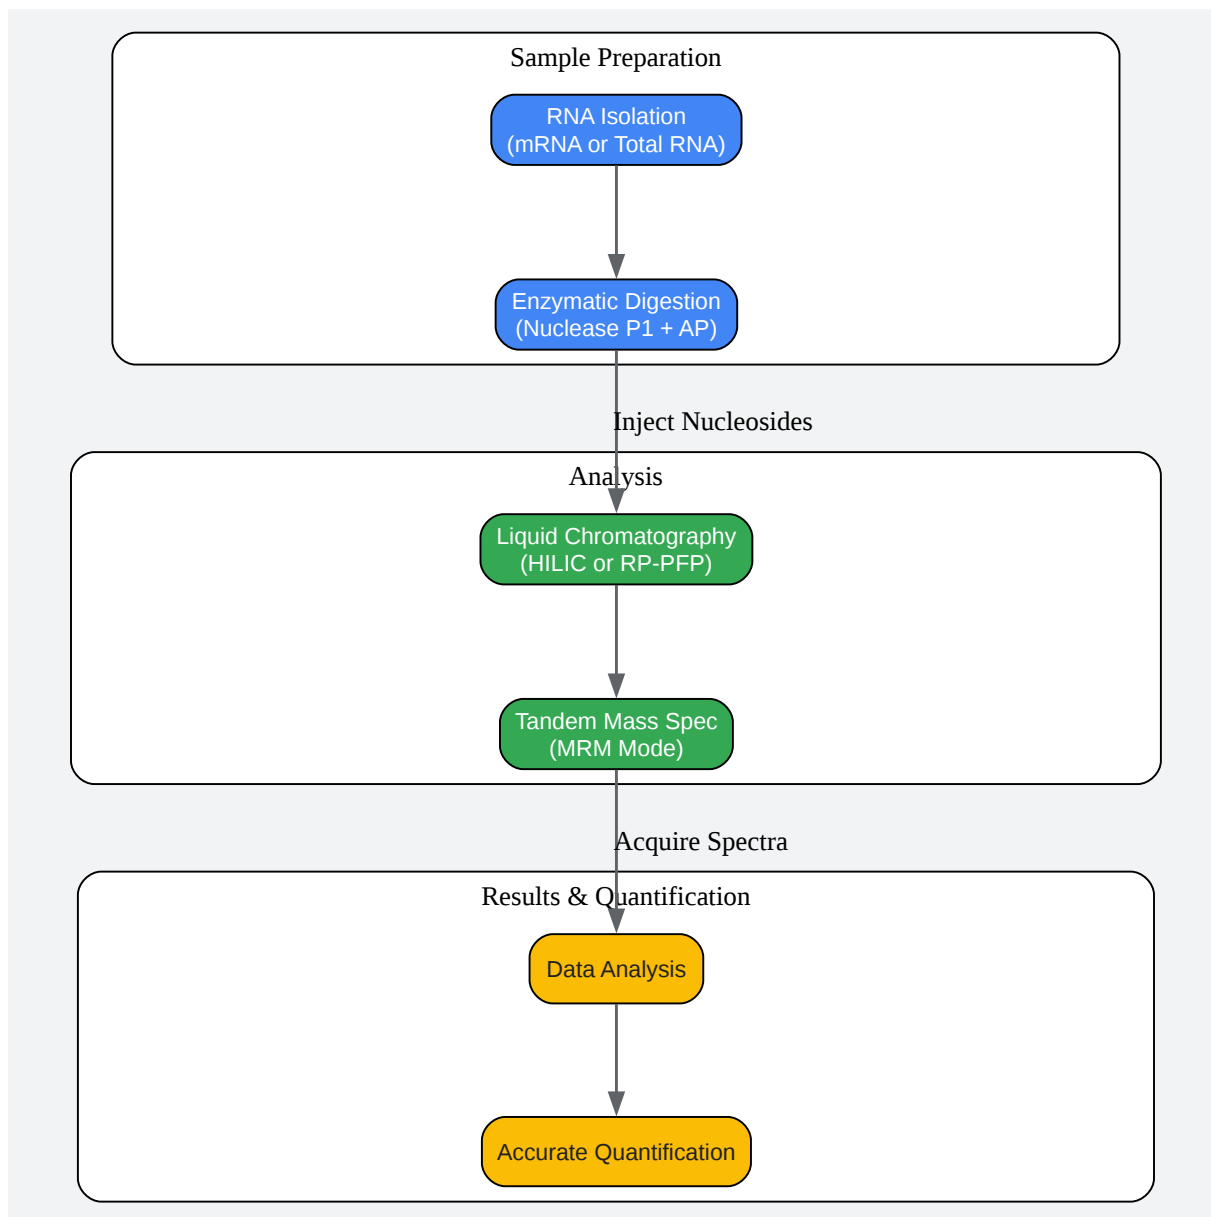 Sample Preparation
RNA Isolation
(mRNA or Total RNA)
Enzymatic Digestion
(Nuclease P1 + AP)
Inject Nucleosides
Analysis
Liquid Chromatography
(HILIC or RP-PFP)
Tandem Mass Spec
(MRM Mode)
Acquire Spectra
Results & Quantification
Data Analysis
Accurate Quantification